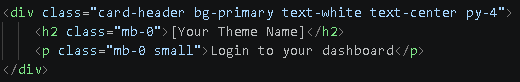 <div class="card-header bg-primary text-white text-center py-4">
<h2 class="mb-0">[Your Theme Name]</h2>
<p class="mb-0 small">Login to your dashboard</p>
</div>